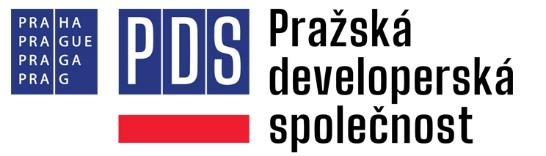 PRAHA
PRAGUE
PRAGA
PRAG
PDS
Pražská
developerská
společnost